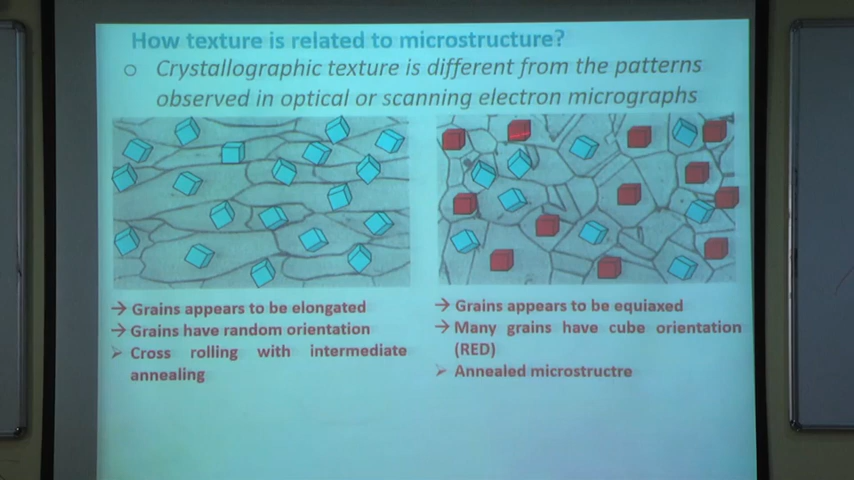 How texture is related to microstructure?
o Crystallographic texture is different from the patterns
observed in optical or scanning electron micrographs
→ Grains appears to be elongated
→ Grains have random orientation
➢ Cross rolling with intermediate
annealing
→ Grains appears to be equiaxed
→ Many grains have cube orientation
(RED)
➢ Annealed microstructre